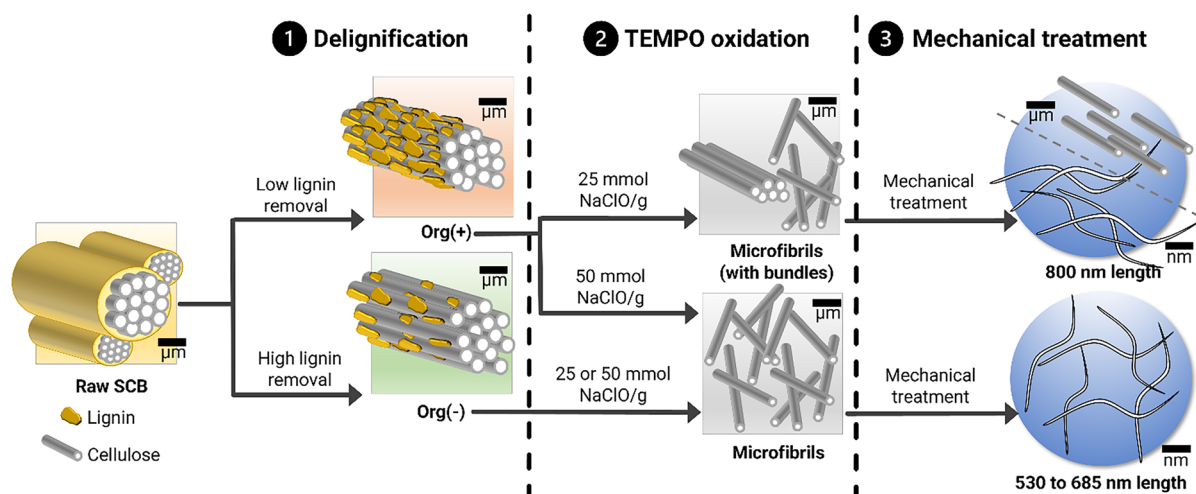 1 Delignification
2 TEMPO oxidation
3 Mechanical treatment
µm
µm
µm
Low lignin
removal
25 mmol
NaClO/g
Mechanical
treatment
Org(+)
Microfibrils
(with bundles)
nm
800 nm length
µm
50 mmol
NaClO/g
µm
µm
High lignin
removal
25 or 50 mmol
NaClO/g
Mechanical
treatment
Raw SCB
Lignin
Cellulose
Org(-)
Microfibrils
nm
530 to 685 nm length